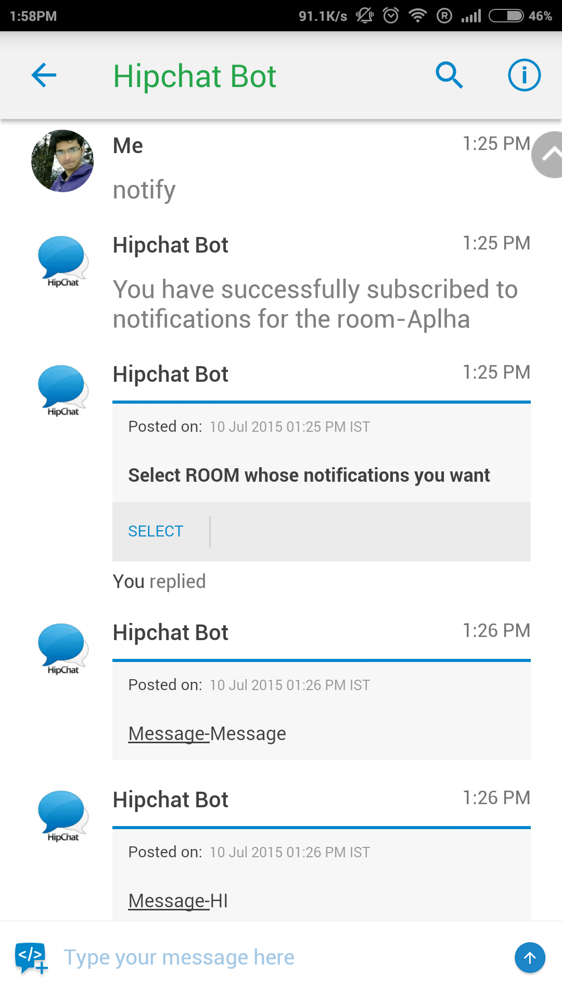 1:58PM 91.1K/s R 46%
Hipchat Bot
Me 1:25 PM
notify
Hipchat Bot 1:25 PM
HipChat
You have successfully subscribed to
notifications for the room-Aplha
Hipchat Bot 1:25 PM
HipChat
Posted on: 10 Jul 2015 01:25 PM IST
Select ROOM whose notifications you want
SELECT
You replied
Hipchat Bot 1:26 PM
HipChat
Posted on: 10 Jul 2015 01:26 PM IST
Message-Message
Hipchat Bot 1:26 PM
HipChat
Posted on: 10 Jul 2015 01:26 PM IST
Message-HI
</> Type your message here